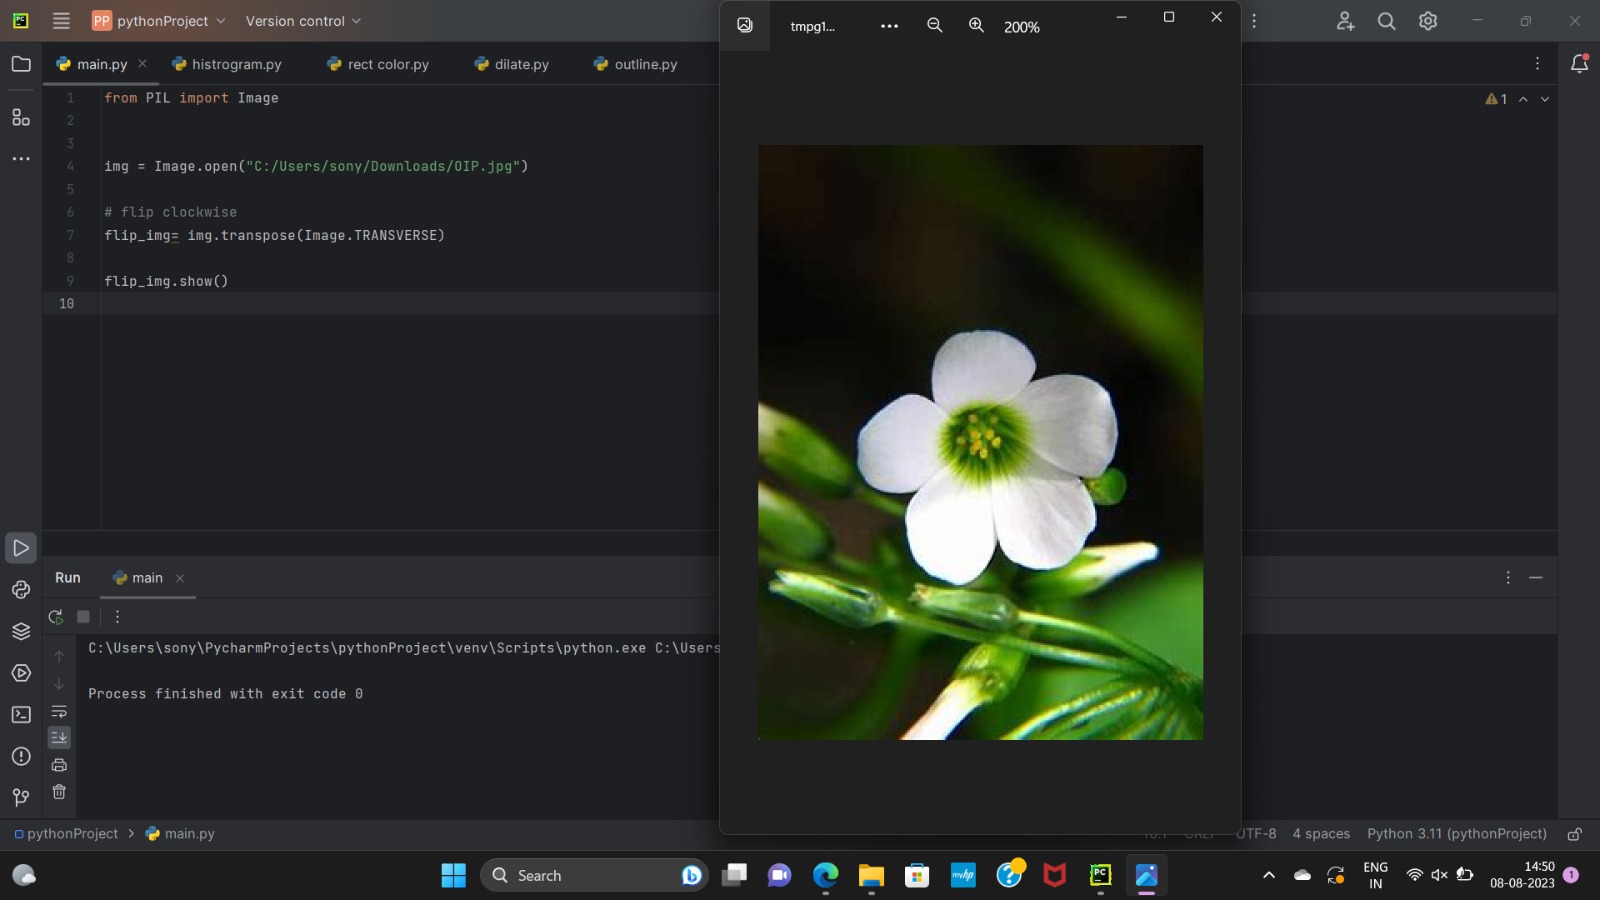 PC
PP pythonProject
Version control
tmpg1...
200%
main.py
histrogram.py
rect color.py
dilate.py
outline.py
1
1 from PIL import Image
2
3
4 img = Image.open("C:/Users/sony/Downloads/OIP.jpg")
5
6 # flip clockwise
7 flip_img= img.transpose(Image.TRANSVERSE)
8
9 flip_img.show()
10
Run
main
C:\Users\sony\PycharmProjects\pythonProject\venv\Scripts\python.exe C:\Users
Process finished with exit code 0
pythonProject > main.py
UTF-8
4 spaces
Python 3.11 (pythonProject)
Search
myhp
PC
ENG
IN
14:50
08-08-2023
1